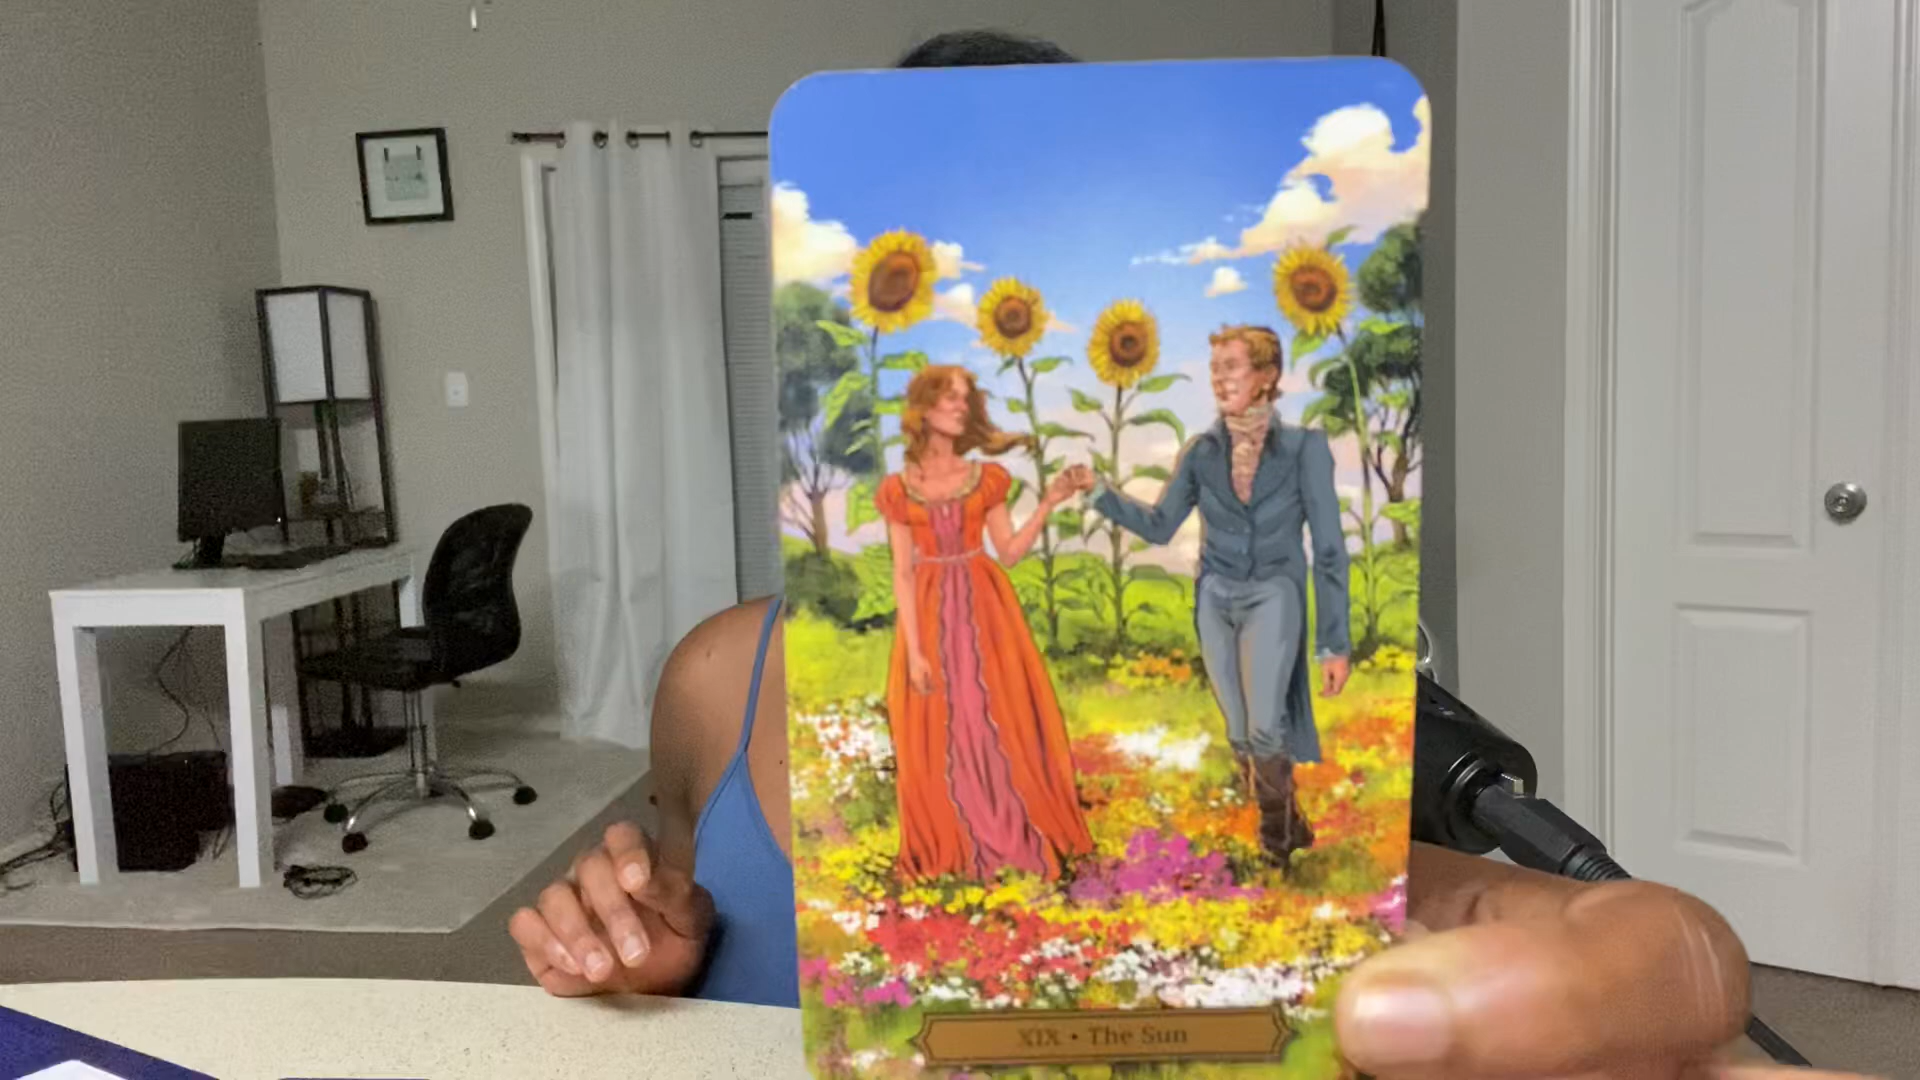 XIX • The Sun